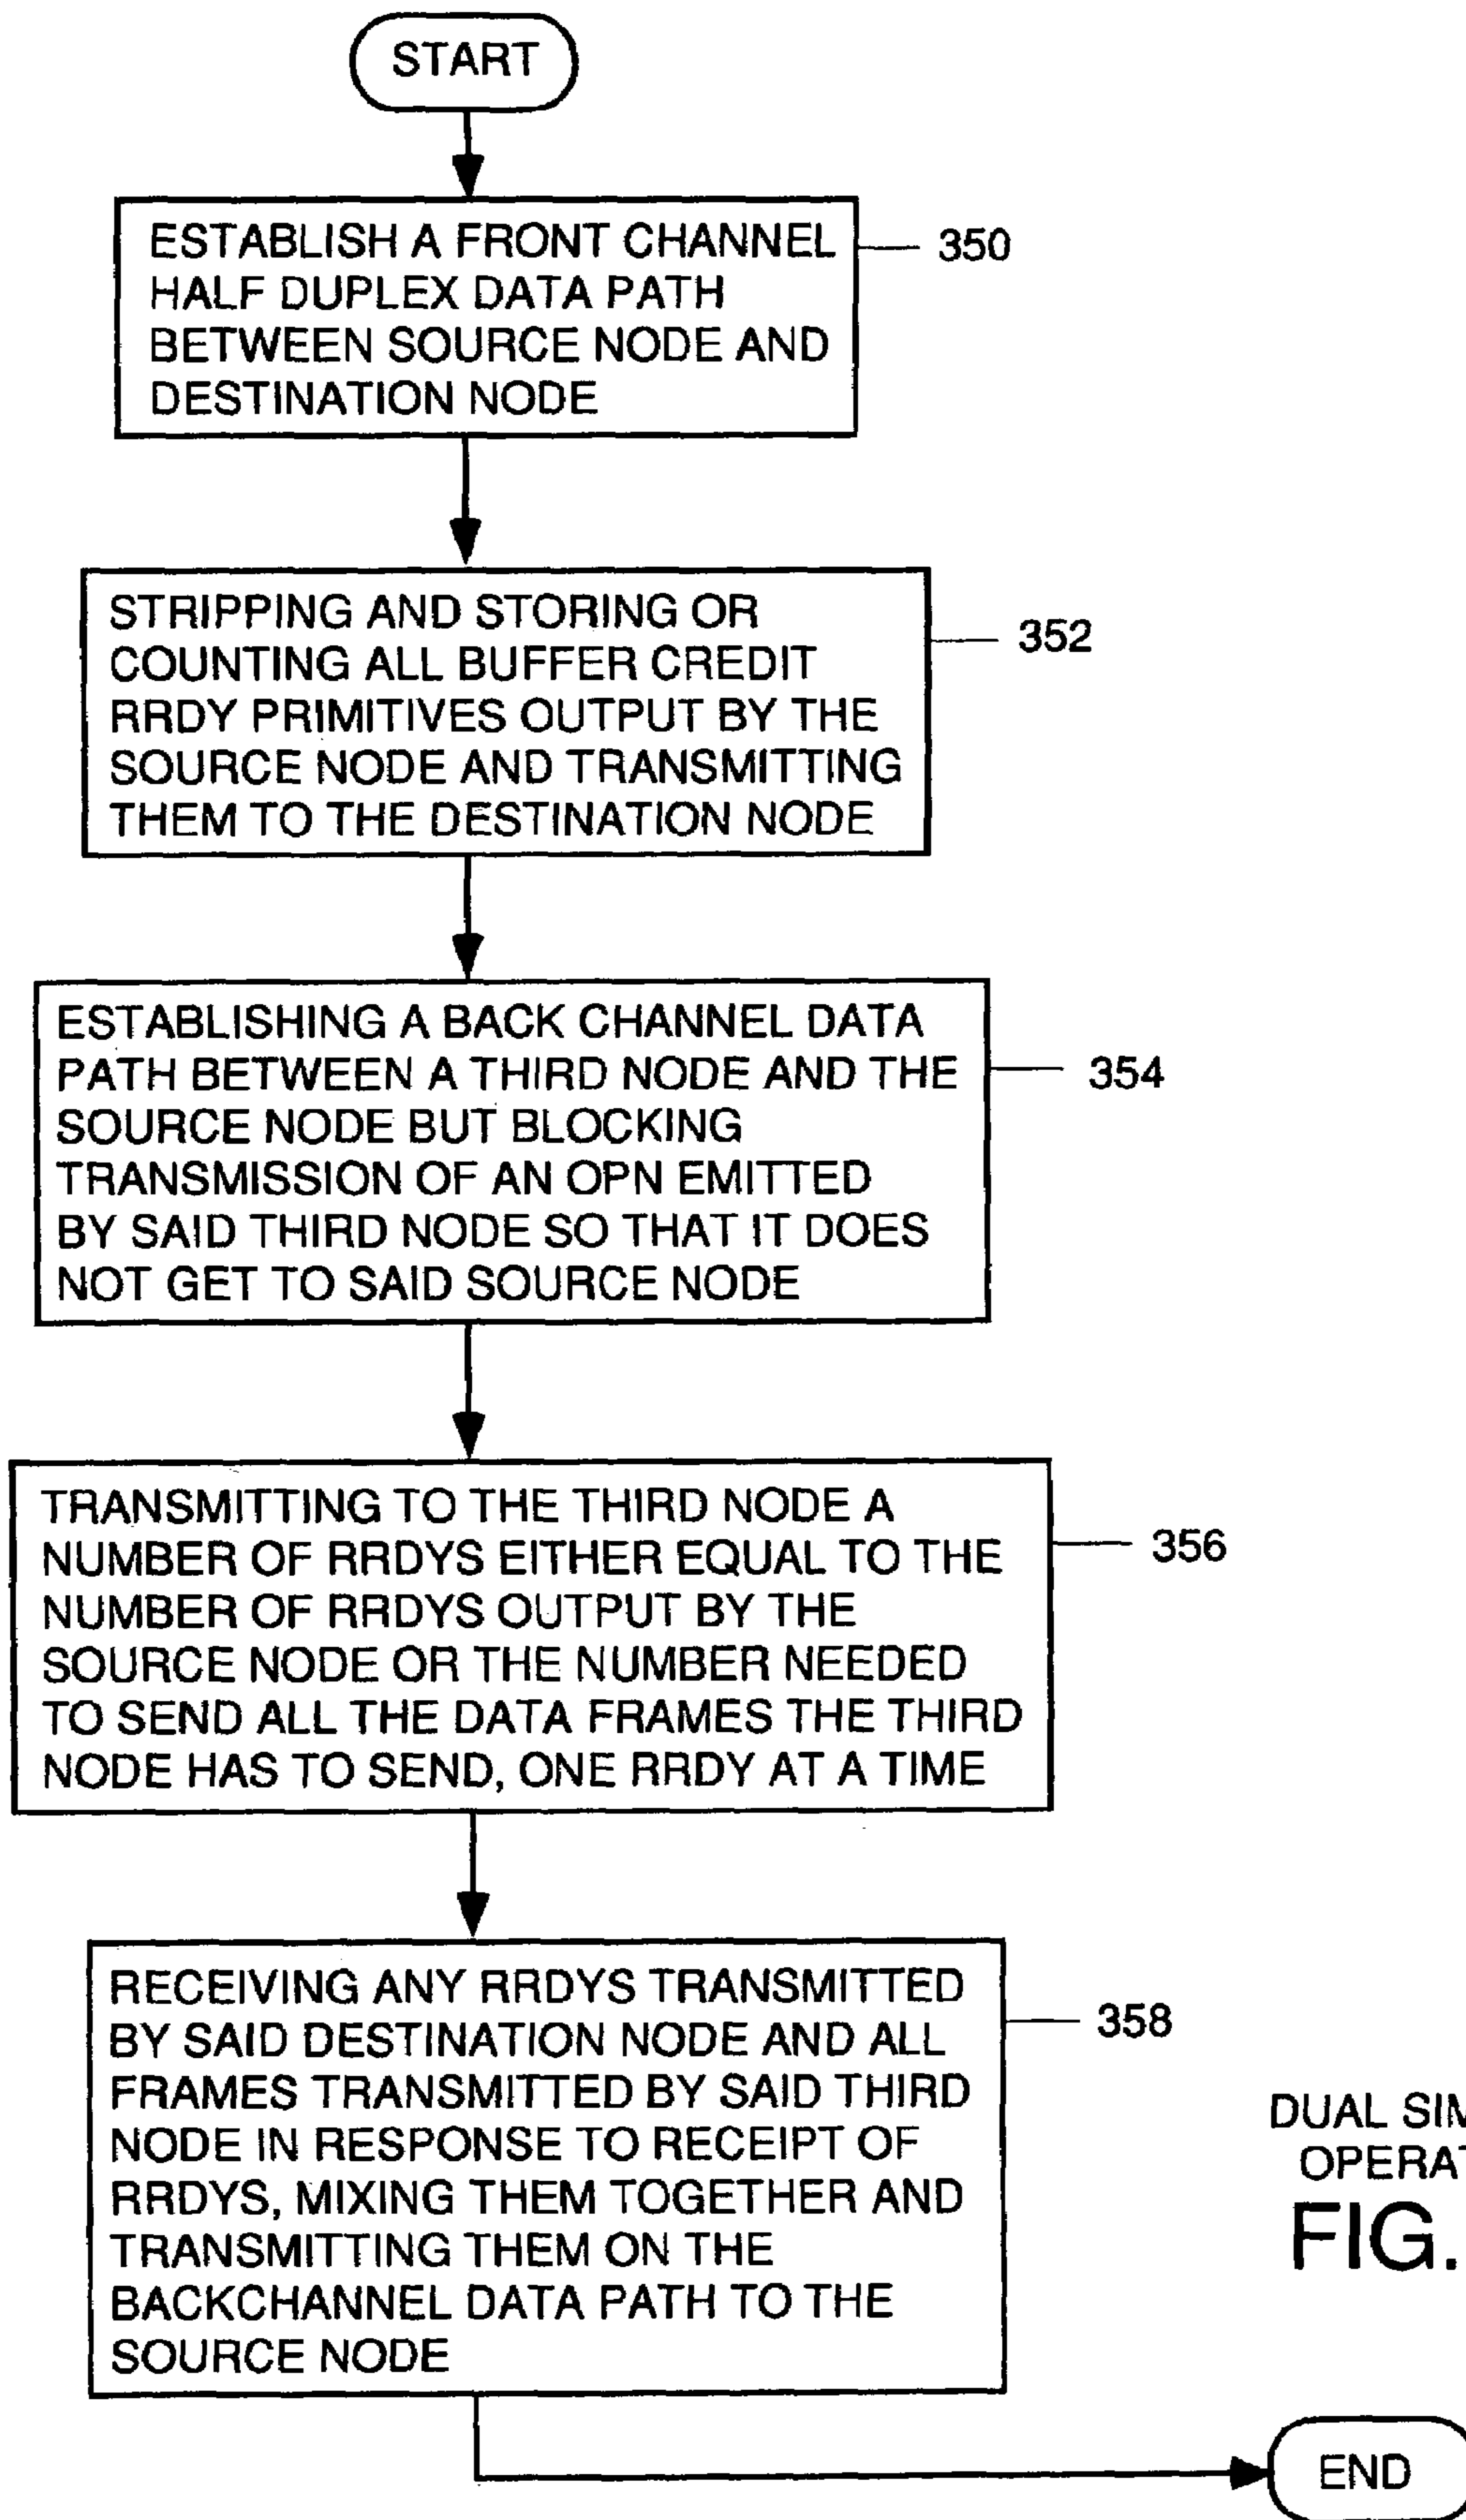 START
ESTABLISH A FRONT CHANNEL
HALF DUPLEX DATA PATH
BETWEEN SOURCE NODE AND
DESTINATION NODE
350
STRIPPING AND STORING OR
COUNTING ALL BUFFER CREDIT
RRDY PRIMITIVES OUTPUT BY THE
SOURCE NODE AND TRANSMITTING
THEM TO THE DESTINATION NODE
352
ESTABLISHING A BACK CHANNEL DATA
PATH BETWEEN A THIRD NODE AND THE
SOURCE NODE BUT BLOCKING
TRANSMISSION OF AN OPN EMITTED
BY SAID THIRD NODE SO THAT IT DOES
NOT GET TO SAID SOURCE NODE
354
TRANSMITTING TO THE THIRD NODE A
NUMBER OF RRDYS EITHER EQUAL TO THE
NUMBER OF RRDYS OUTPUT BY THE
SOURCE NODE OR THE NUMBER NEEDED
TO SEND ALL THE DATA FRAMES THE THIRD
NODE HAS TO SEND, ONE RRDY AT A TIME
356
RECEIVING ANY RRDYS TRANSMITTED
BY SAID DESTINATION NODE AND ALL
FRAMES TRANSMITTED BY SAID THIRD
NODE IN RESPONSE TO RECEIPT OF
RRDYS, MIXING THEM TOGETHER AND
TRANSMITTING THEM ON THE
BACKCHANNEL DATA PATH TO THE
SOURCE NODE
358
DUAL
FIG.
END